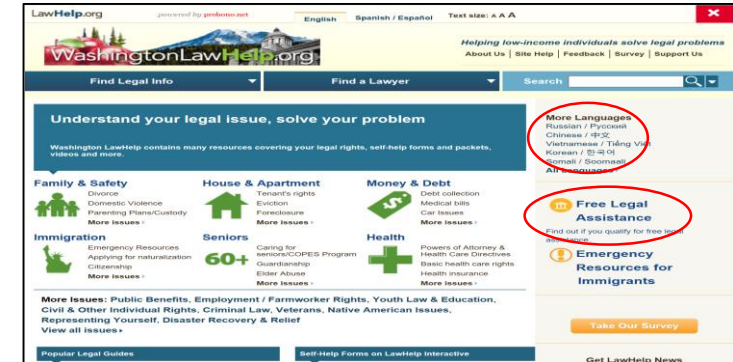 LawHelp.org powered by probono.net English Spanish / Español Text size: A A A
WashingtonLawHelp.org
Helping low-income individuals solve legal problems
About Us | Site Help | Feedback | Survey | Support Us
Find Legal Info Find a Lawyer Search
Understand your legal issue, solve your problem
Washington LawHelp contains many resources covering your legal rights, self-help forms and packets,
videos and more.
More Languages
Russian / Русский
Chinese / 中文
Vietnamese / Tiếng Việt
Korean / 한국어
Somali / Soomaali
All Languages
Family & Safety
Divorce
Domestic Violence
Parenting Plans/Custody
More issues
House & Apartment
Tenant's rights
Eviction
Foreclosure
More issues
Money & Debt
Debt collection
Medical bills
Car issues
More issues
Free Legal
Assistance
Find out if you qualify for free legal
assistance
Immigration
Emergency Resources
Applying for naturalization
Citizenship
More issues
Seniors
60+
Caring for
seniors/COPES Program
Guardianship
Elder Abuse
More issues
Health
Powers of Attorney &
Health Care Directives
Basic health care rights
Health insurance
More issues
Emergency
Resources for
Immigrants
More Issues: Public Benefits, Employment / Farmworker Rights, Youth Law & Education,
Civil & Other Individual Rights, Criminal Law, Veterans, Native American Issues,
Representing Yourself, Disaster Recovery & Relief
View all issues
Take Our Survey
Popular Legal Guides
Self-Help Forms on LawHelp Interactive
Get LawHelp News